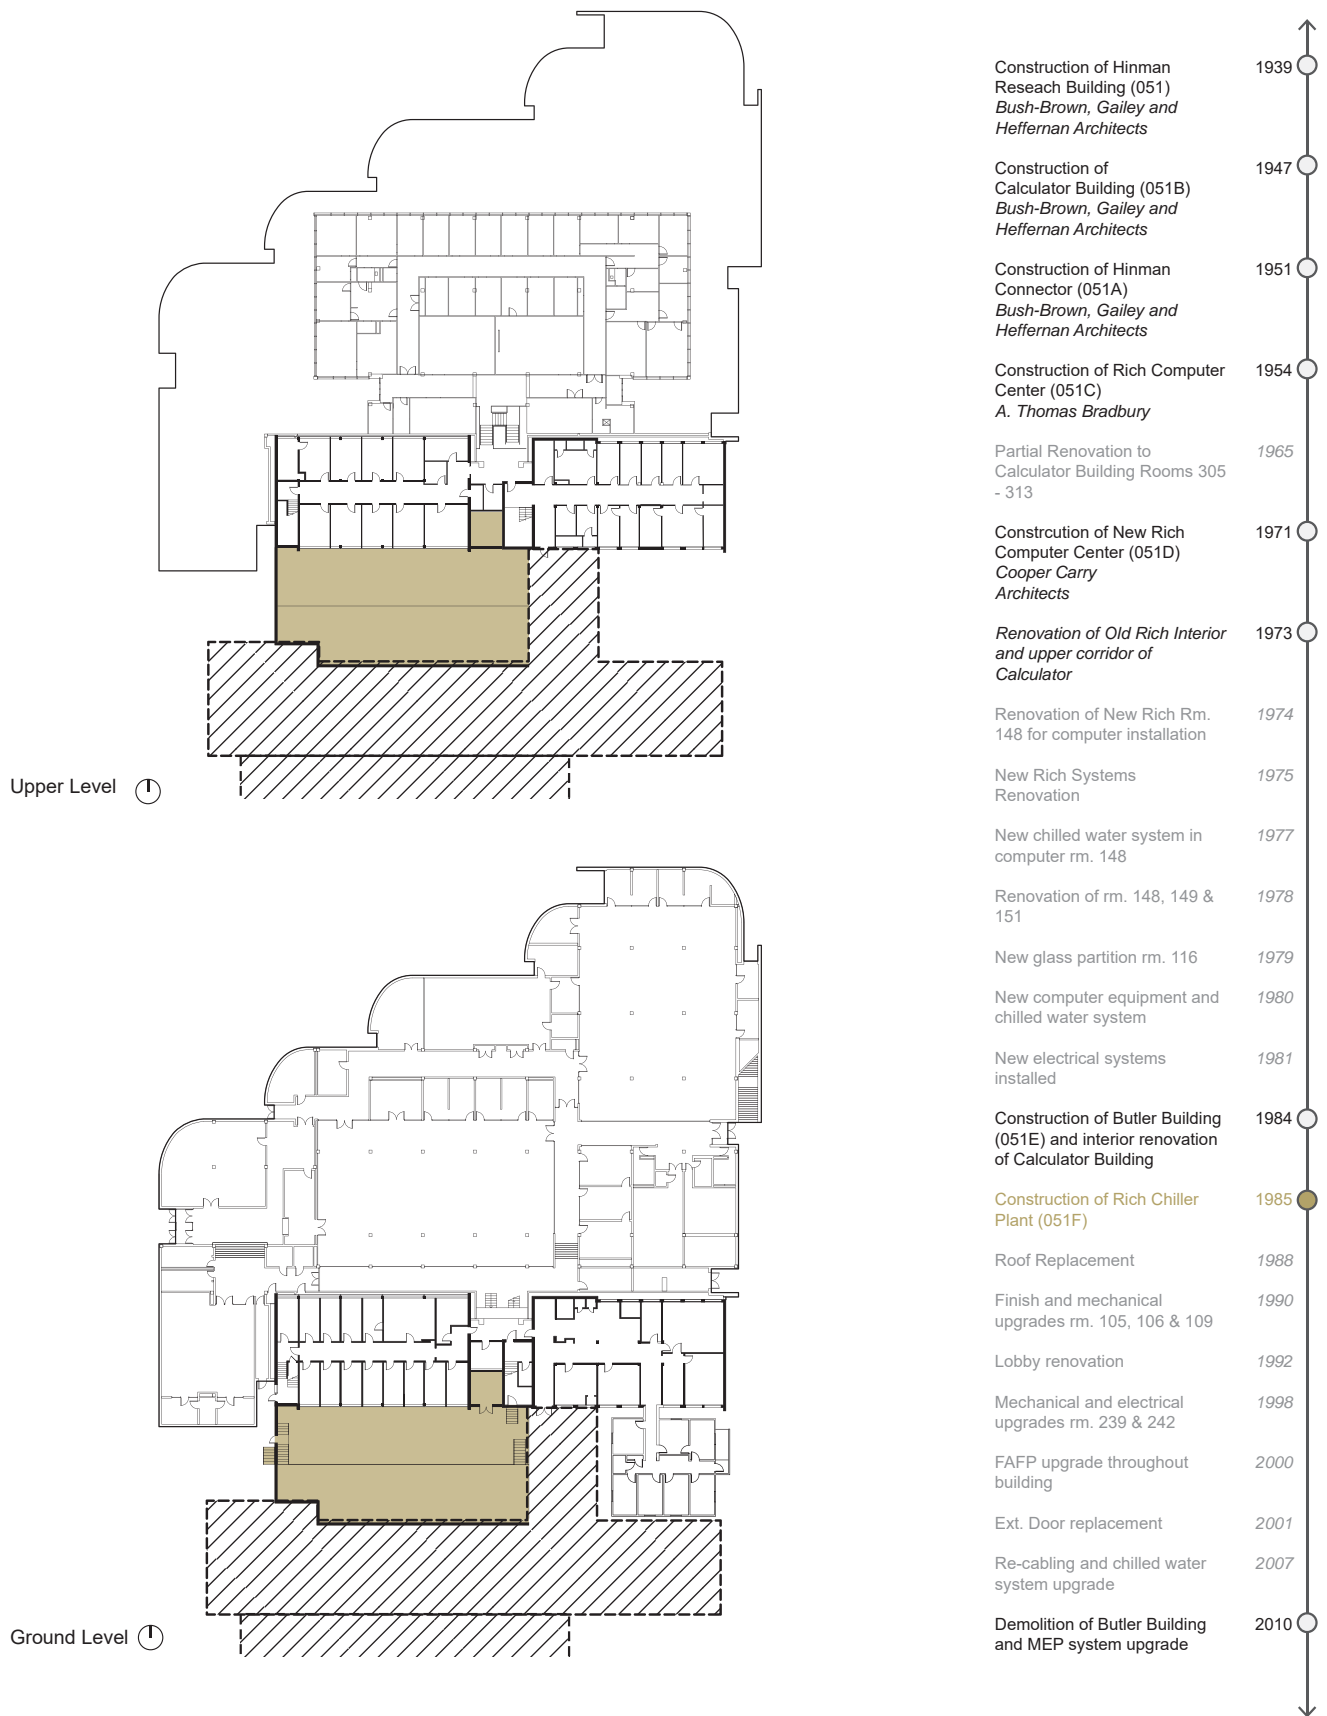 Construction of Hinman 1939
Reseach Building (051)
Bush-Brown, Gailey and
Heffernan Architects
Construction of 1947
Calculator Building (051B)
Bush-Brown, Gailey and
Heffernan Architects
Construction of Hinman 1951
Connector (051A)
Bush-Brown, Gailey and
Heffernan Architects
Construction of Rich Computer 1954
Center (051C)
A. Thomas Bradbury
Partial Renovation to 1965
Calculator Building Rooms 305
- 313
Constrcution of New Rich 1971
Computer Center (051D)
Cooper Carry
Architects
Renovation of Old Rich Interior 1973
and upper corridor of
Calculator
Renovation of New Rich Rm. 1974
148 for computer installation
New Rich Systems 1975
Renovation
New chilled water system in 1977
computer rm. 148
Renovation of rm. 148, 149 & 1978
151
New glass partition rm. 116 1979
New computer equipment and 1980
chilled water system
New electrical systems 1981
installed
Construction of Butler Building 1984
(051E) and interior renovation
of Calculator Building
Construction of Rich Chiller 1985
Plant (051F)
Roof Replacement 1988
Finish and mechanical 1990
upgrades rm. 105, 106 & 109
Lobby renovation 1992
Mechanical and electrical 1998
upgrades rm. 239 & 242
FAFP upgrade throughout 2000
building
Ext. Door replacement 2001
Re-cabling and chilled water 2007
system upgrade
Demolition of Butler Building 2010
and MEP system upgrade
Upper Level
Ground Level